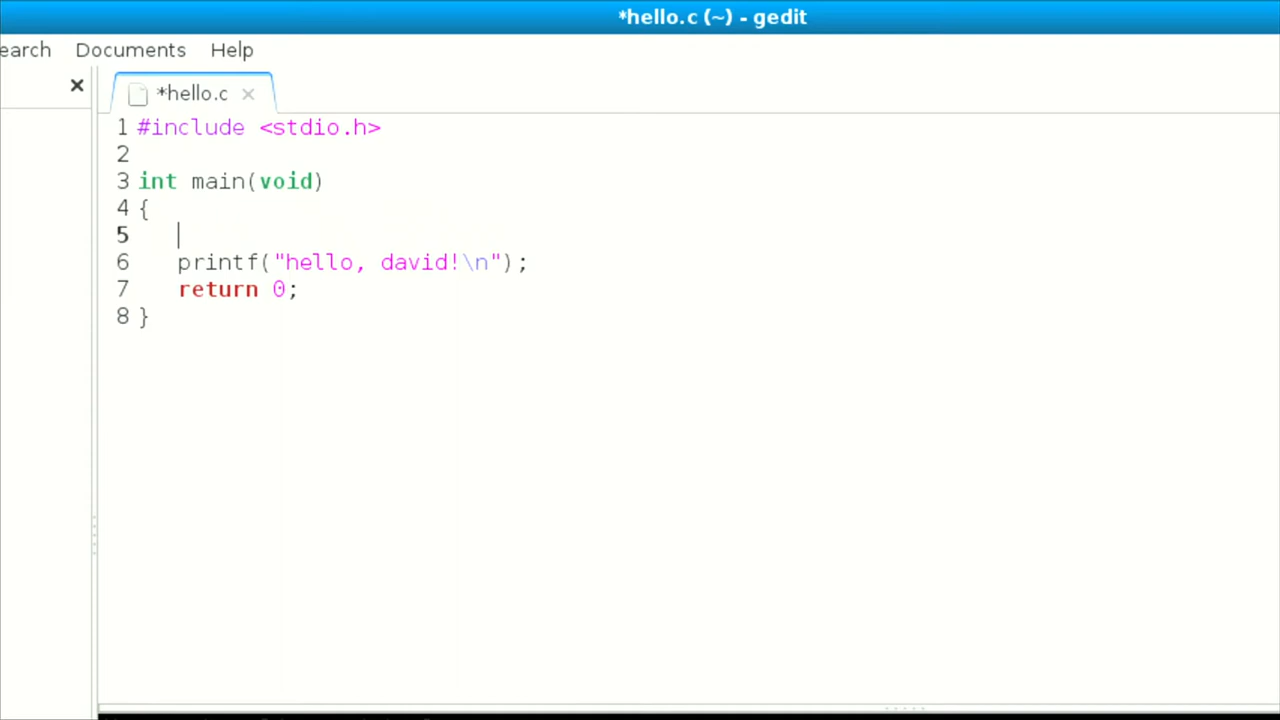 *hello.c (~) - gedit
earch Documents Help
*hello.c
1 #include <stdio.h>
2
3 int main(void)
4 {
5
6 printf("hello, david!\n");
7 return 0;
8 }